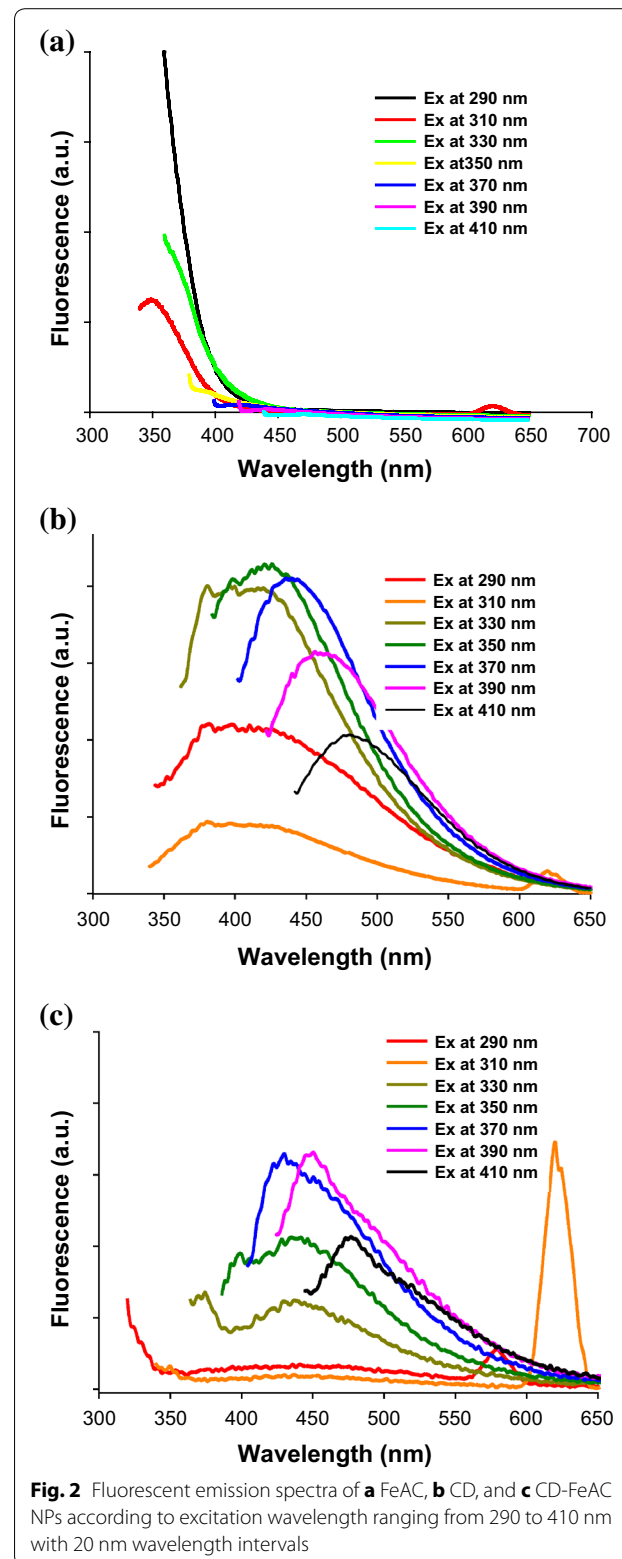 (a)
Ex at 290 nm
Ex at 310 nm
Ex at 330 nm
Ex at350 nm
Ex at 370 nm
Ex at 390 nm
Ex at 410 nm
Fluorescence (a.u.)
300 350 400 450 500 550 600 650 700
Wavelength (nm)
(b)
Ex at 290 nm
Ex at 310 nm
Ex at 330 nm
Ex at 350 nm
Ex at 370 nm
Ex at 390 nm
Ex at 410 nm
Fluorescence (a.u.)
300 350 400 450 500 550 600 650
Wavelength (nm)
(c)
Ex at 290 nm
Ex at 310 nm
Ex at 330 nm
Ex at 350 nm
Ex at 370 nm
Ex at 390 nm
Ex at 410 nm
Fluorescence (a.u.)
300 350 400 450 500 550 600 650
Wavelength (nm)
Fig. 2 Fluorescent emission spectra of a FeAC, b CD, and c CD-FeAC
NPs according to excitation wavelength ranging from 290 to 410 nm
with 20 nm wavelength intervals